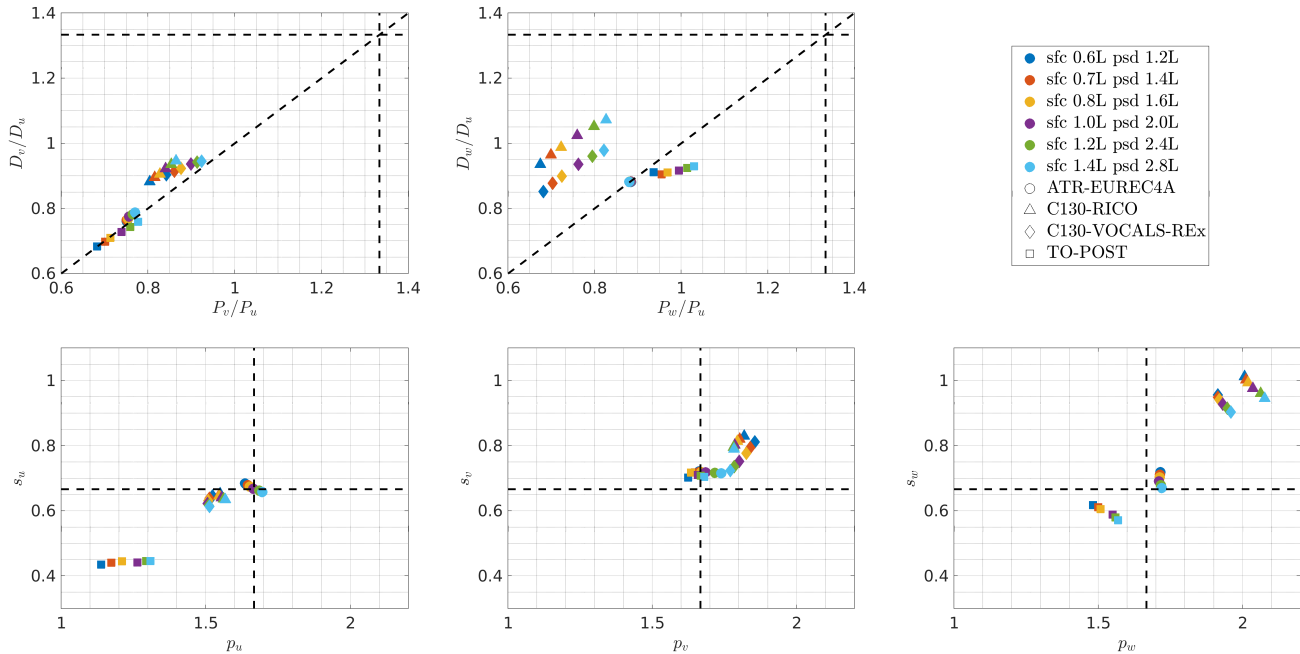 1.4
1.2
1
0.8
0.6
D_v/D_u
0.6 0.8 1 1.2 1.4
P_v/P_u
1.4
1.2
1
0.8
0.6
D_w/D_u
0.6 0.8 1 1.2 1.4
P_w/P_u
sfc 0.6L psd 1.2L
sfc 0.7L psd 1.4L
sfc 0.8L psd 1.6L
sfc 1.0L psd 2.0L
sfc 1.2L psd 2.4L
sfc 1.4L psd 2.8L
ATR-EUREC4A
C130-RICO
C130-VOCALS-REx
TO-POST
1
0.8
0.6
0.4
s_u
1 1.5 2
p_u
1
0.8
0.6
0.4
s_v
1 1.5 2
p_v
1
0.8
0.6
0.4
s_w
1 1.5 2
p_w